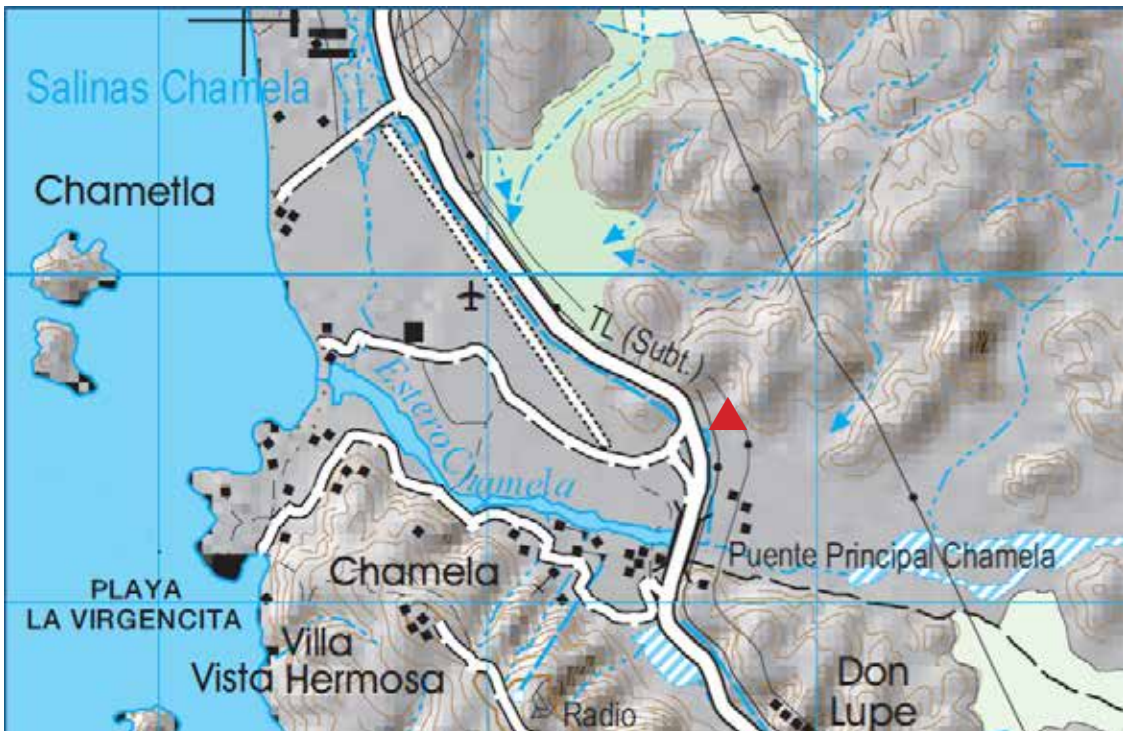 Salinas Chamela
Chametla
TL (Subt.)
Estero Chamela
Puente Principal Chamela
Chamela
PLAYA
LA VIRGENCITA
Villa
Vista Hermosa
Don
Lupe
Radio